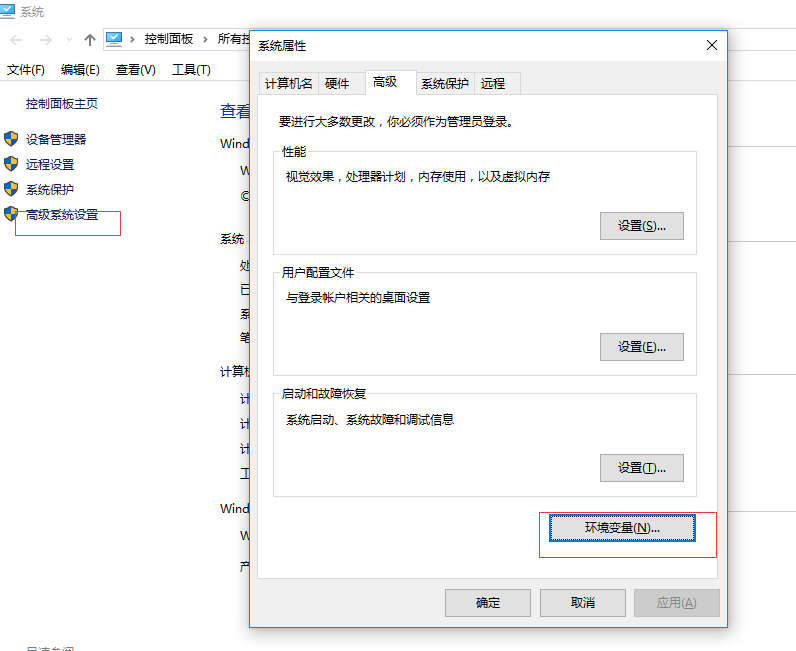 系统
控制面板 所有控
文件(F) 编辑(E) 查看(V) 工具(T)
控制面板主页
设备管理器
远程设置
系统保护
高级系统设置
查看
Wind
W
©
系统
处
已
系
笔
计算机
计
计
计
工
Wind
W
产
系统属性
计算机名 硬件 高级 系统保护 远程
要进行大多数更改，你必须作为管理员登录。
性能
视觉效果，处理器计划，内存使用，以及虚拟内存
设置(S)...
用户配置文件
与登录帐户相关的桌面设置
设置(E)...
启动和故障恢复
系统启动、系统故障和调试信息
设置(T)...
环境变量(N)...
确定 取消 应用(A)